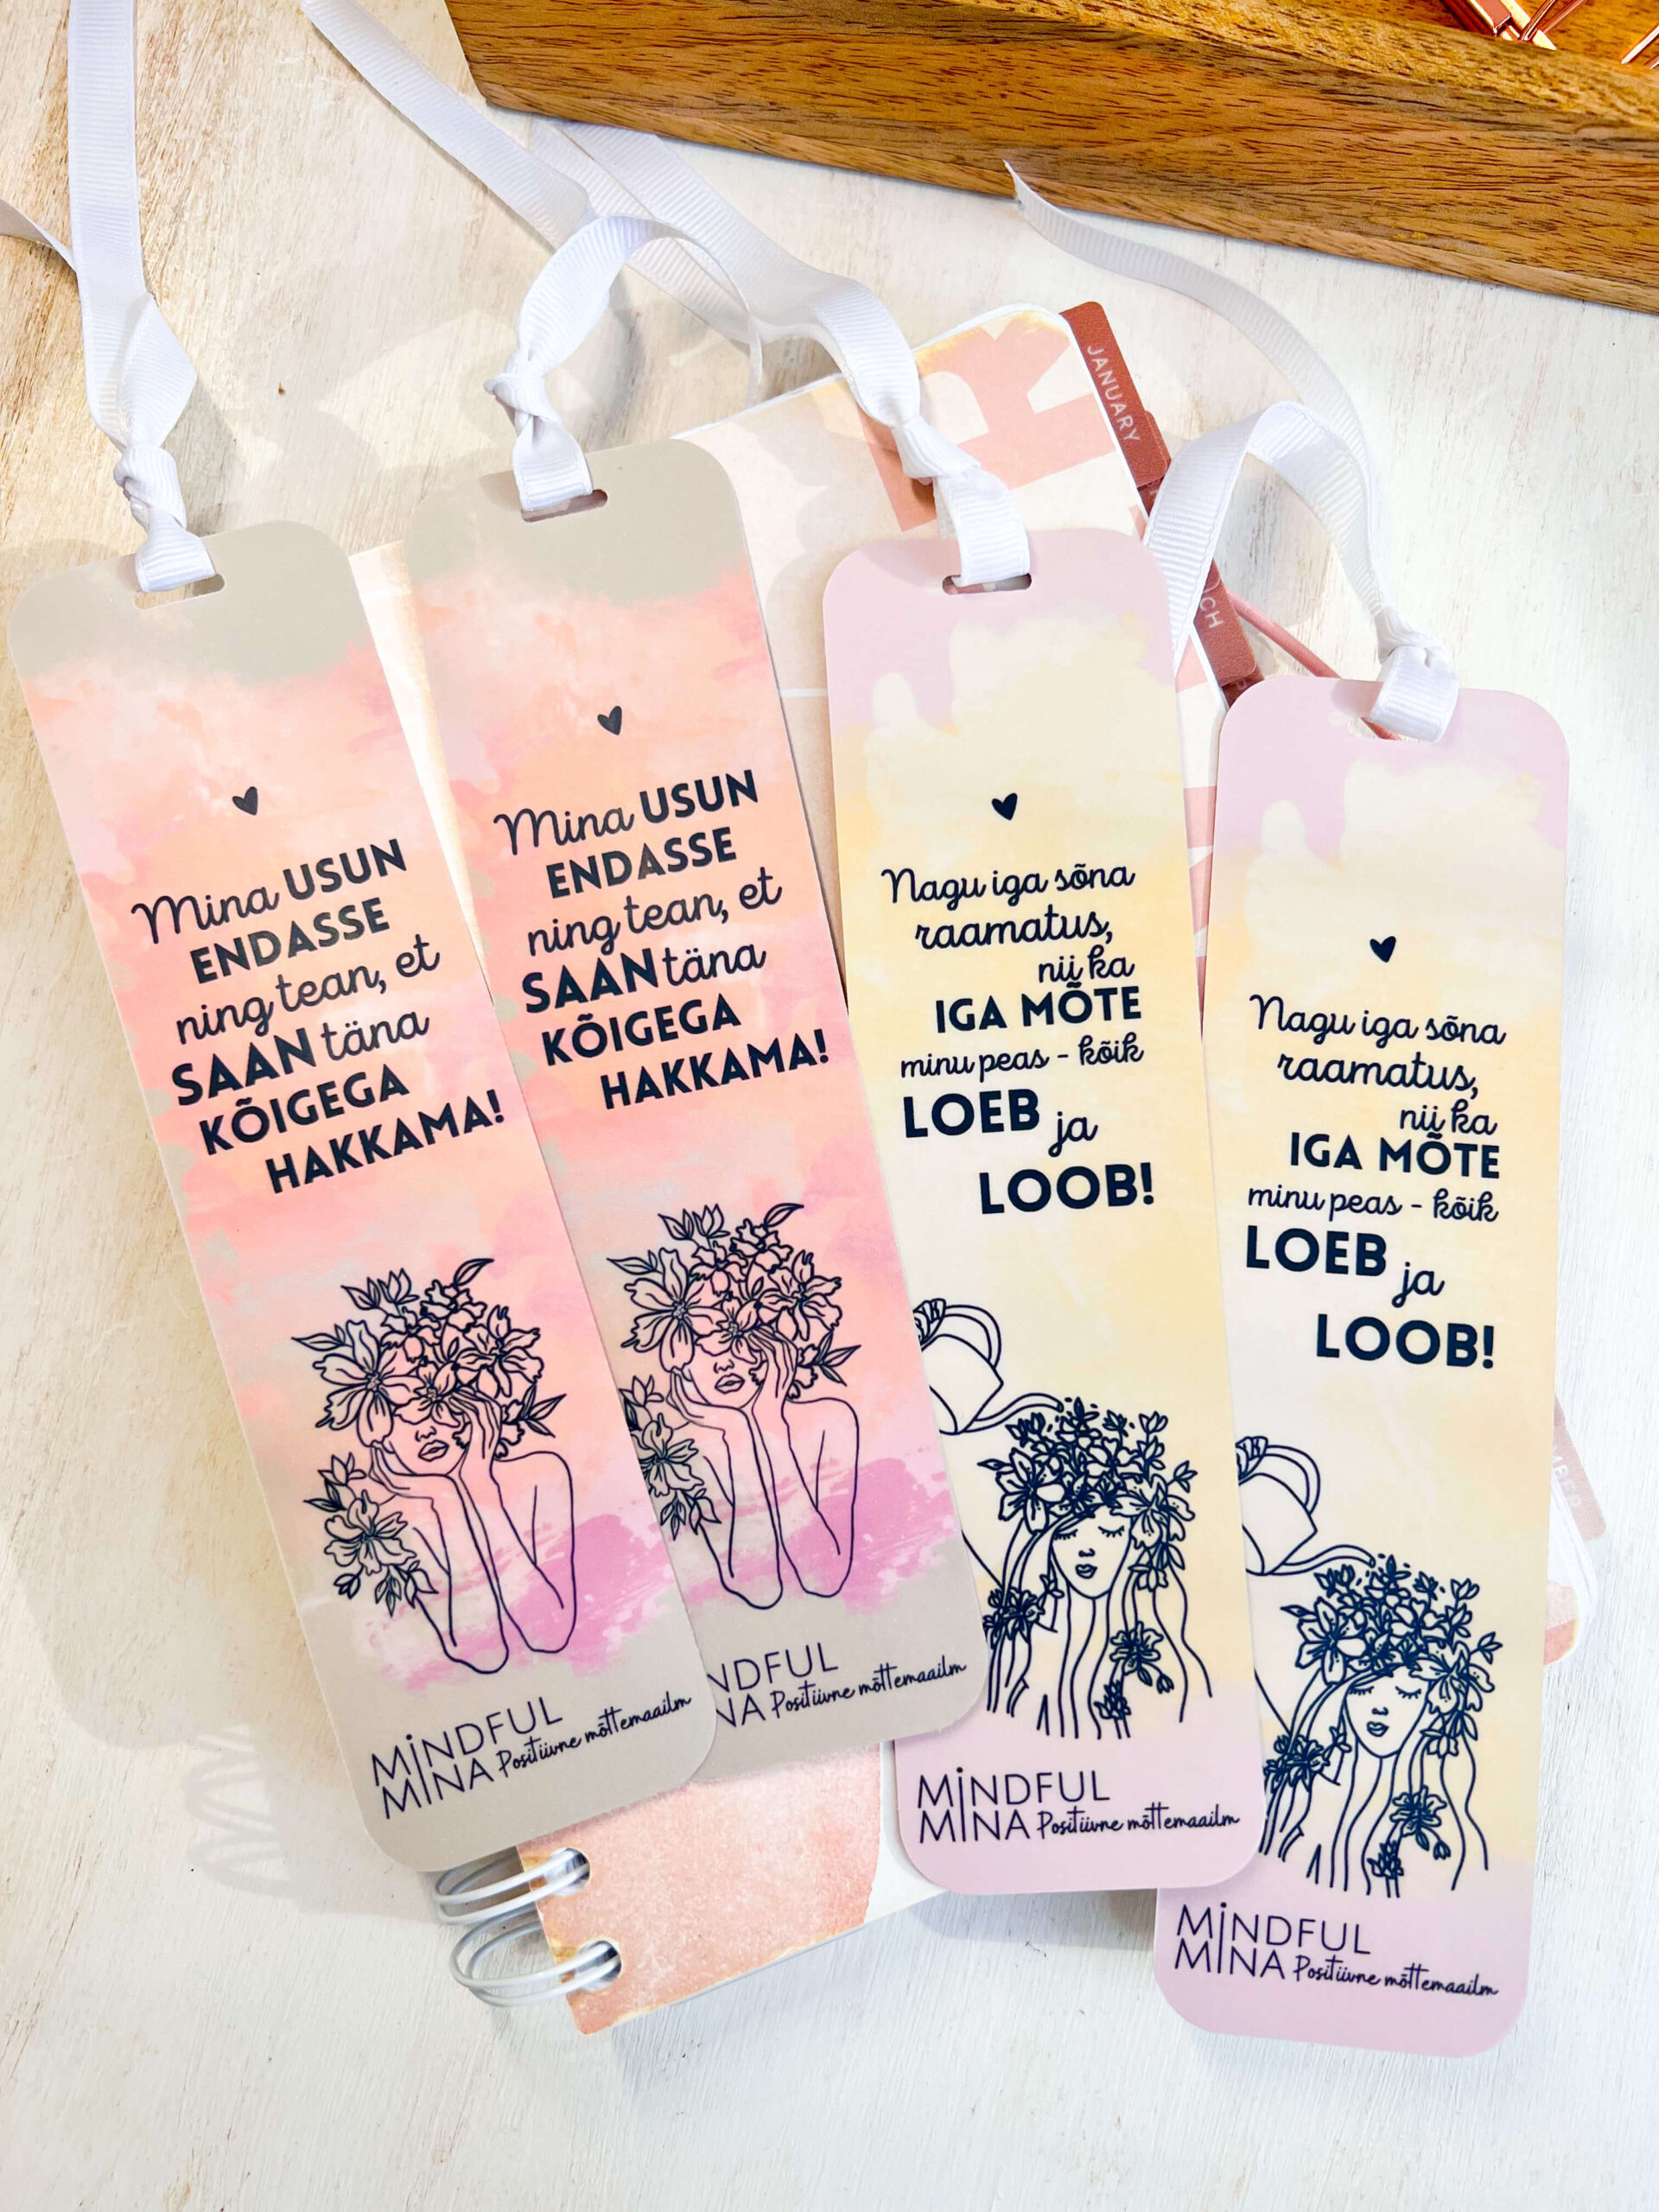 JANUARY
Mina USUN
ENDASSE
ning tean, et
SAAN täna
KÕIGEGA
HAKKAMA!
MINDFUL
MINA Positiivne mõttemaailm
Mina USUN
ENDASSE
ning tean, et
SAAN täna
KÕIGEGA
HAKKAMA!
NDFUL
NA Positiivne mõttemaailm
Nagu iga sõna
raamatus,
nii ka
IGA MÕTE
minu peas - kõik
LOEB ja
LOOB!
MINDFUL
MINA Positiivne mõttemaailm
Nagu iga sõna
raamatus,
nii ka
IGA MÕTE
minu peas - kõik
LOEB ja
LOOB!
MINDFUL
MINA Positiivne mõttemaailm